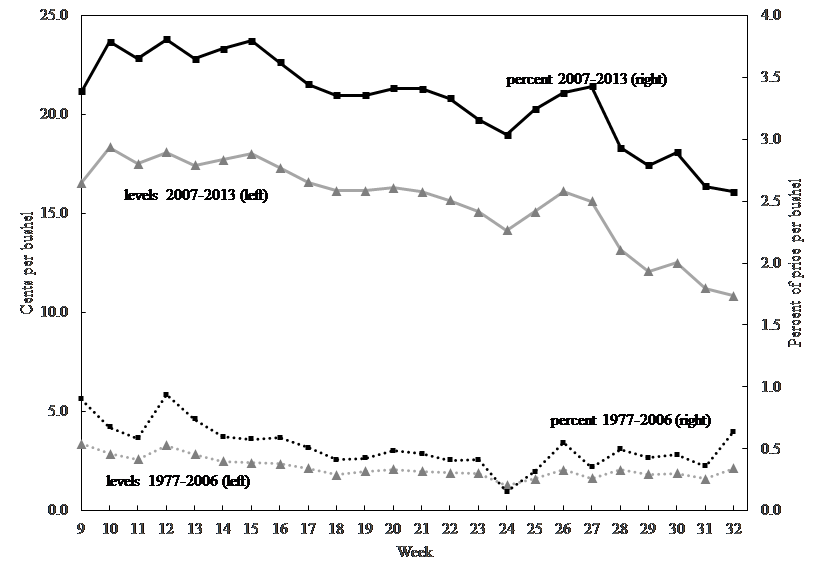 25.0
20.0
15.0
10.0
5.0
0.0
Cents per bushel
4.0
3.5
3.0
2.5
2.0
1.5
1.0
0.5
0.0
Percent of price per bushel
percent 2007-2013 (right)
levels 2007-2013 (left)
percent 1977-2006 (right)
levels 1977-2006 (left)
9 10 11 12 13 14 15 16 17 18 19 20 21 22 23 24 25 26 27 28 29 30 31 32
Week